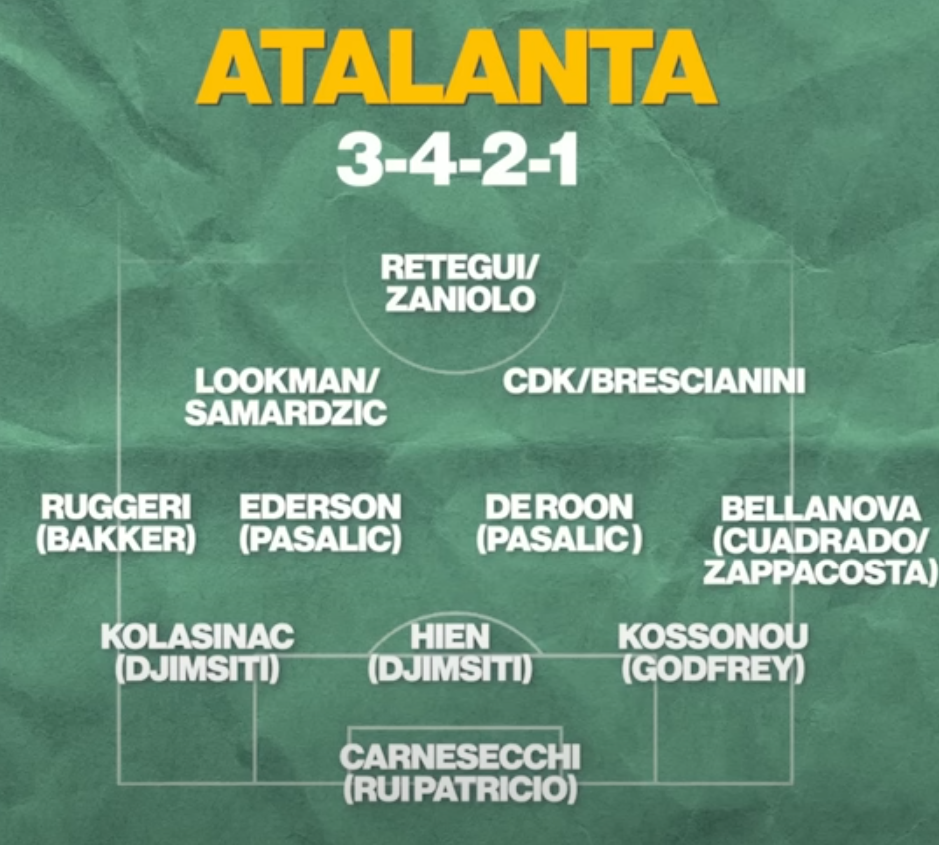 ATALANTA
3-4-2-1
RETEGUI/
ZANIOLO
LOOKMAN/
SAMARDZIC
CDK/BRESCIANINI
RUGGERI
(BAKKER)
EDERSON
(PASALIC)
DE ROON
(PASALIC)
BELLANOVA
(CUADRADO/
ZAPPACOSTA)
KOLASINAC
(DJIMSITI)
HIEN
(DJIMSITI)
KOSSONOU
(GODFREY)
CARNESECCHI
(RUI PATRICIO)